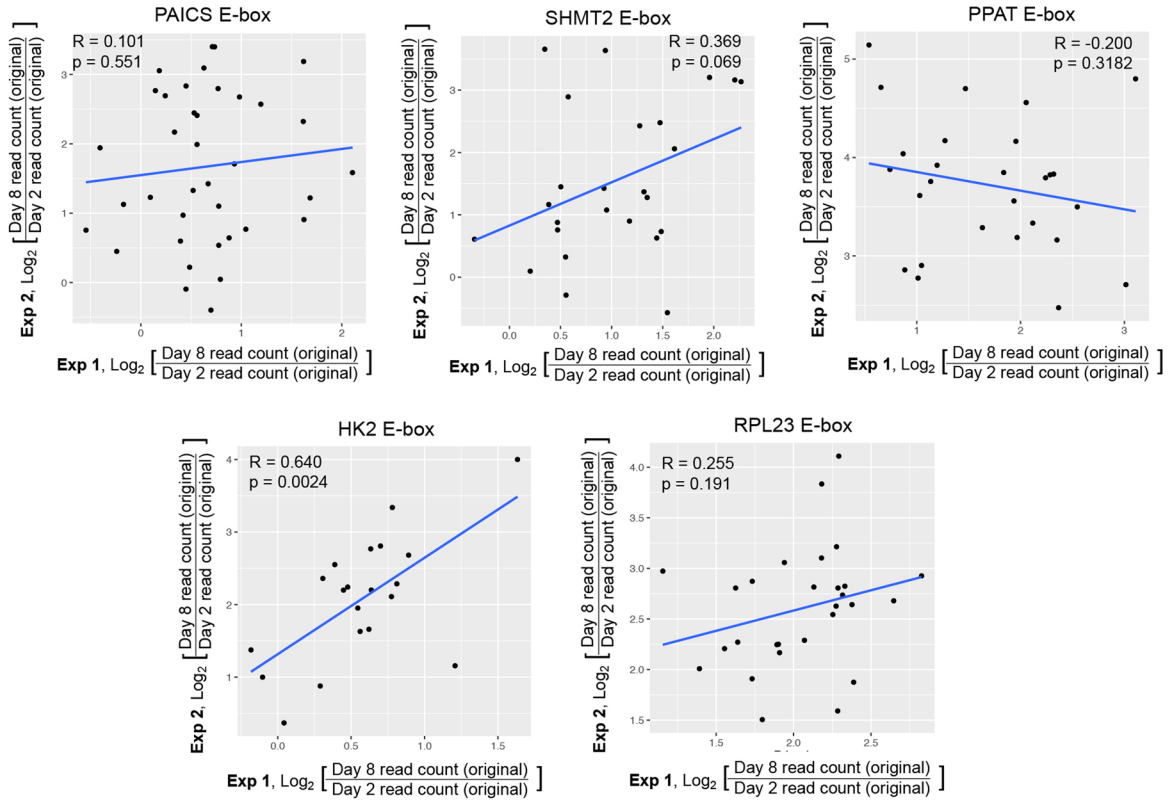 PAICS E-box
R = 0.101
p = 0.551
3
2
1
0
0
1
2
Exp 2, Log2 [Day 8 read count (original) / Day 2 read count (original)]
Exp 1, Log2 [Day 8 read count (original) / Day 2 read count (original)]
SHMT2 E-box
R = 0.369
p = 0.069
3
2
1
0
0.0
0.5
1.0
1.5
2.0
Exp 2, Log2 [Day 8 read count (original) / Day 2 read count (original)]
Exp 1, Log2 [Day 8 read count (original) / Day 2 read count (original)]
PPAT E-box
R = -0.200
p = 0.3182
5
4
3
1
2
3
Exp 2, Log2 [Day 8 read count (original) / Day 2 read count (original)]
Exp 1, Log2 [Day 8 read count (original) / Day 2 read count (original)]
HK2 E-box
R = 0.640
p = 0.0024
4
3
2
1
0.0
0.5
1.0
1.5
Exp 2, Log2 [Day 8 read count (original) / Day 2 read count (original)]
Exp 1, Log2 [Day 8 read count (original) / Day 2 read count (original)]
RPL23 E-box
R = 0.255
p = 0.191
4.0
3.5
3.0
2.5
2.0
1.5
1.5
2.0
2.5
Exp 2, Log2 [Day 8 read count (original) / Day 2 read count (original)]
Exp 1, Log2 [Day 8 read count (original) / Day 2 read count (original)]